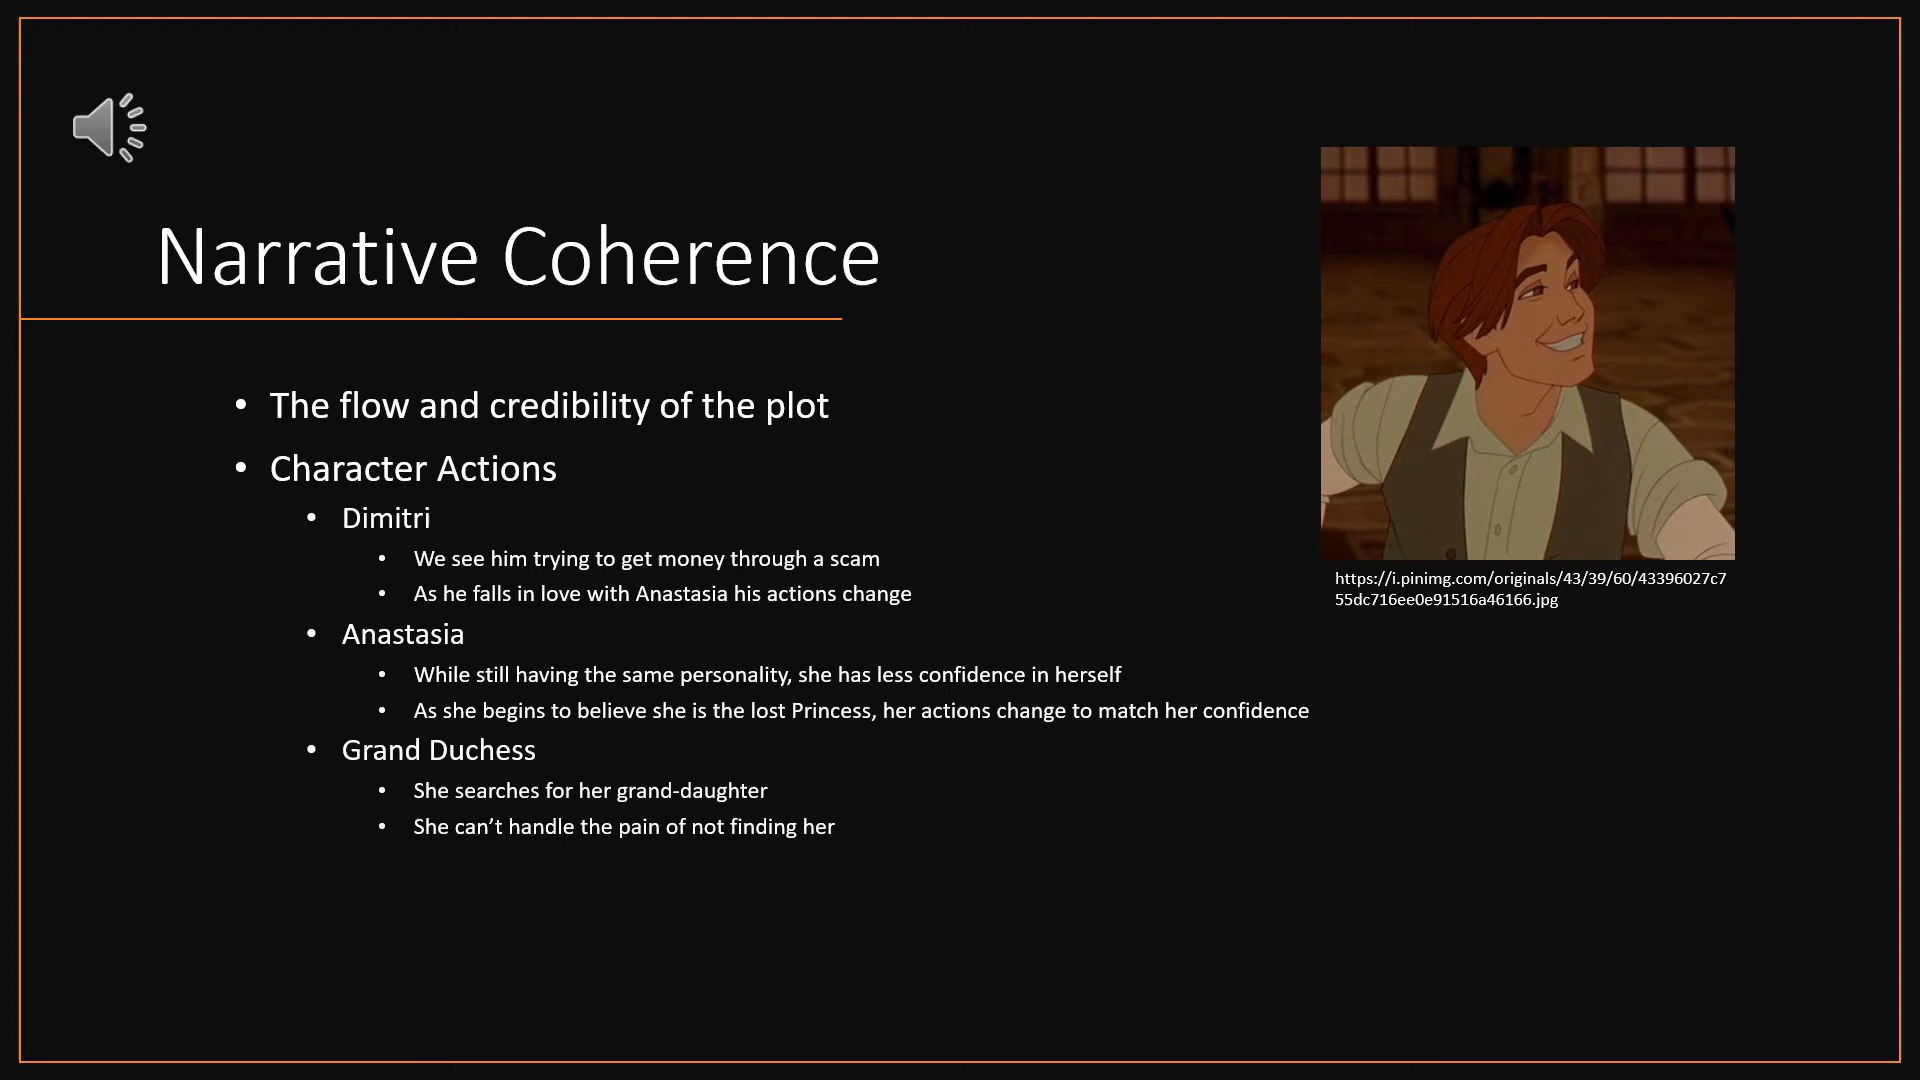 Narrative Coherence
• The flow and credibility of the plot
• Character Actions
• Dimitri
• We see him trying to get money through a scam
• As he falls in love with Anastasia his actions change
• Anastasia
• While still having the same personality, she has less confidence in herself
• As she begins to believe she is the lost Princess, her actions change to match her confidence
• Grand Duchess
• She searches for her grand-daughter
• She can’t handle the pain of not finding her
https://i.pinimg.com/originals/43/39/60/43396027c7
55dc716ee0e91516a46166.jpg